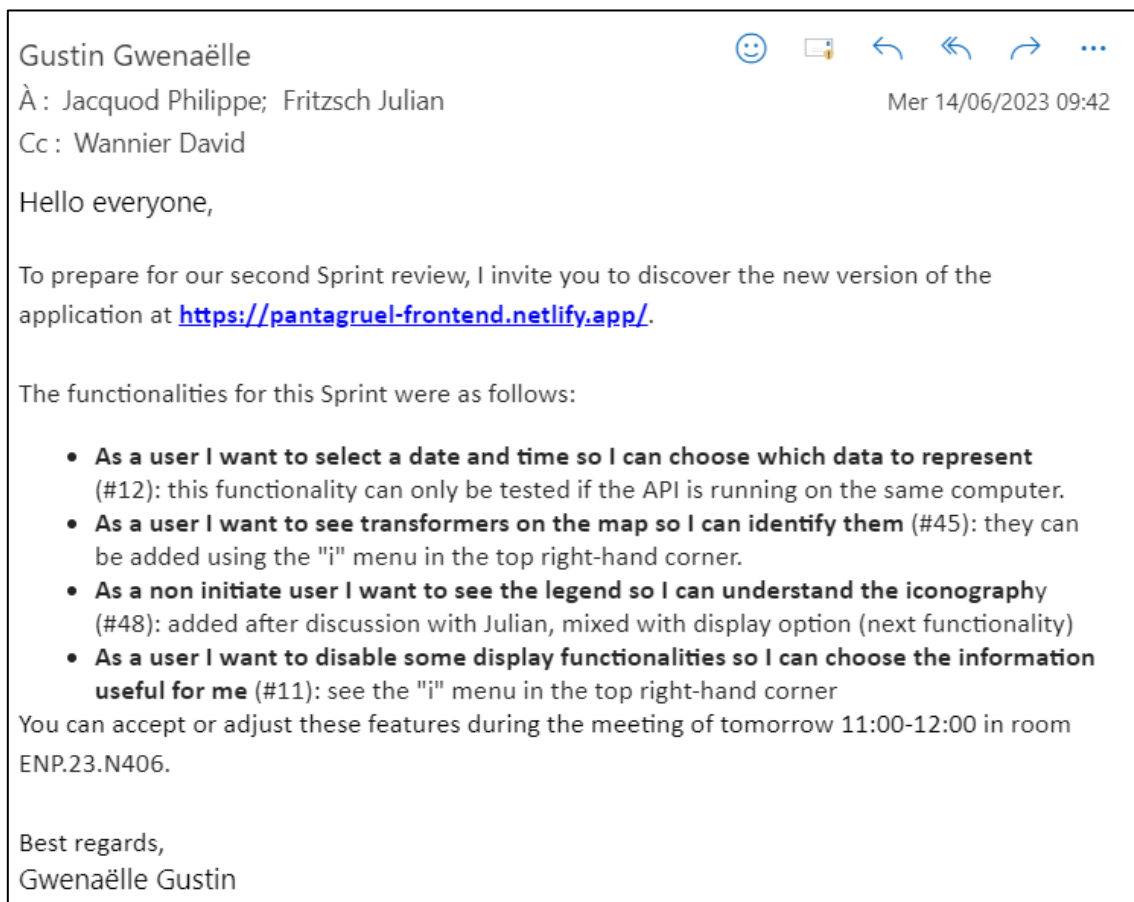 Gustin Gwenaëlle
À : Jacquod Philippe; Fritzsch Julian
Mer 14/06/2023 09:42
Cc : Wannier David
Hello everyone,
To prepare for our second Sprint review, I invite you to discover the new version of the
application at https://pantagruel-frontend.netlify.app/.
The functionalities for this Sprint were as follows:
• As a user I want to select a date and time so I can choose which data to represent
(#12): this functionality can only be tested if the API is running on the same computer.
• As a user I want to see transformers on the map so I can identify them (#45): they can
be added using the "i" menu in the top right-hand corner.
• As a non initiate user I want to see the legend so I can understand the iconography
(#48): added after discussion with Julian, mixed with display option (next functionality)
• As a user I want to disable some display functionalities so I can choose the information
useful for me (#11): see the "i" menu in the top right-hand corner
You can accept or adjust these features during the meeting of tomorrow 11:00-12:00 in room
ENP.23.N406.
Best regards,
Gwenaëlle Gustin